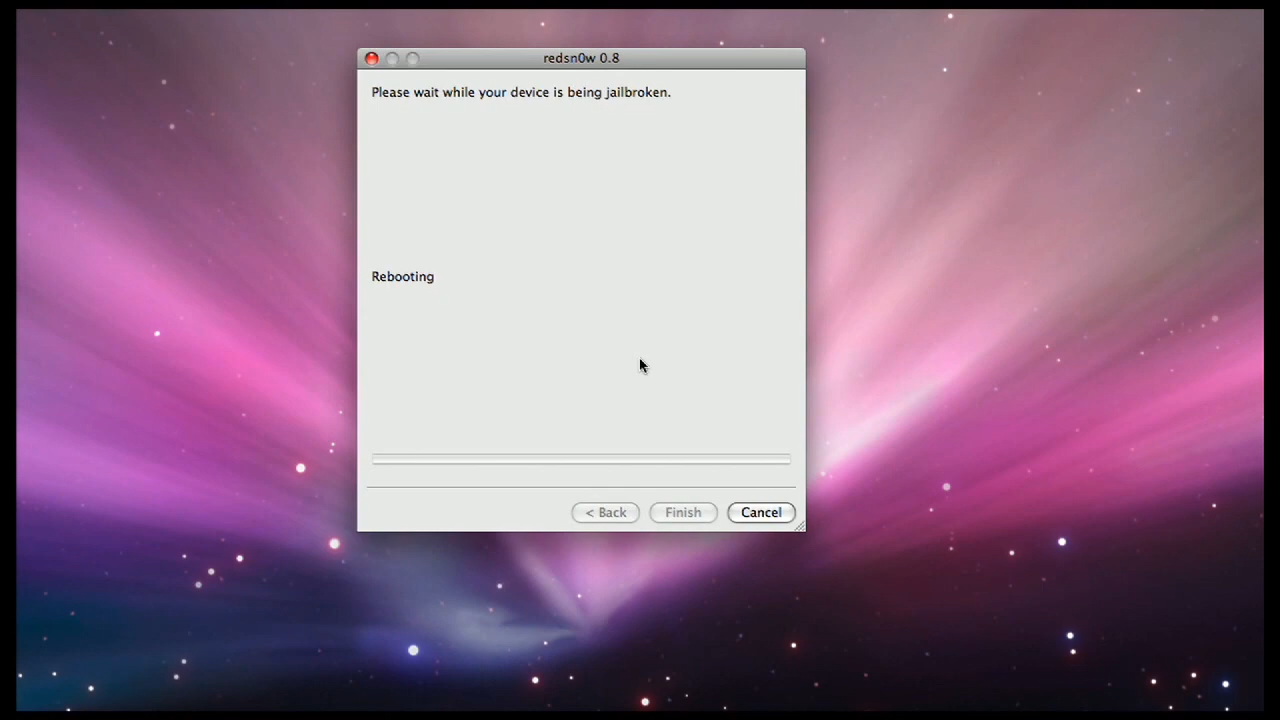 redsn0w 0.8
Please wait while your device is being jailbroken.
Rebooting
< Back
Finish
Cancel